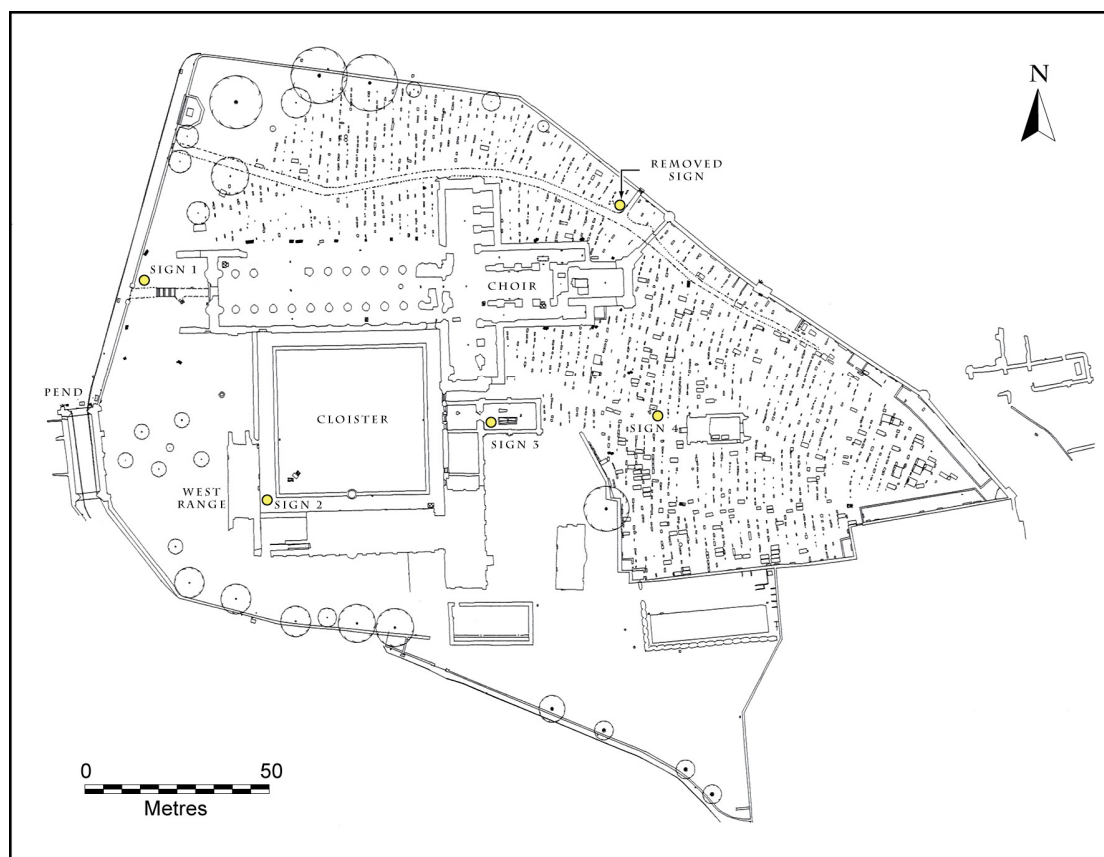 N
REMOVED
SIGN
SIGN 1
CHOIR
PEND
CLOISTER
SIGN 4
SIGN 3
WEST
RANGE
SIGN 2
0 50
Metres